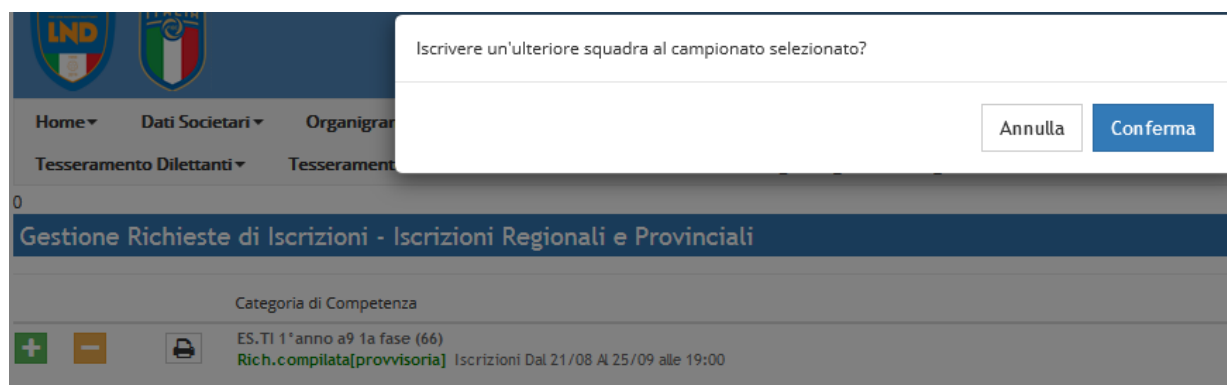 LND
ITALIA
Iscrivere un'ulteriore squadra al campionato selezionato?
Annulla Conferma
Home Dati Societari
Tesseramento Dilettanti
0
Gestione Richieste di Iscrizioni - Iscrizioni Regionali e Provinciali
Categoria di Competenza
ES.TI 1°anno a9 1a fase (66)
Rich.compilata[provvisoria] Iscrizioni Dal 21/08 Al 25/09 alle 19:00